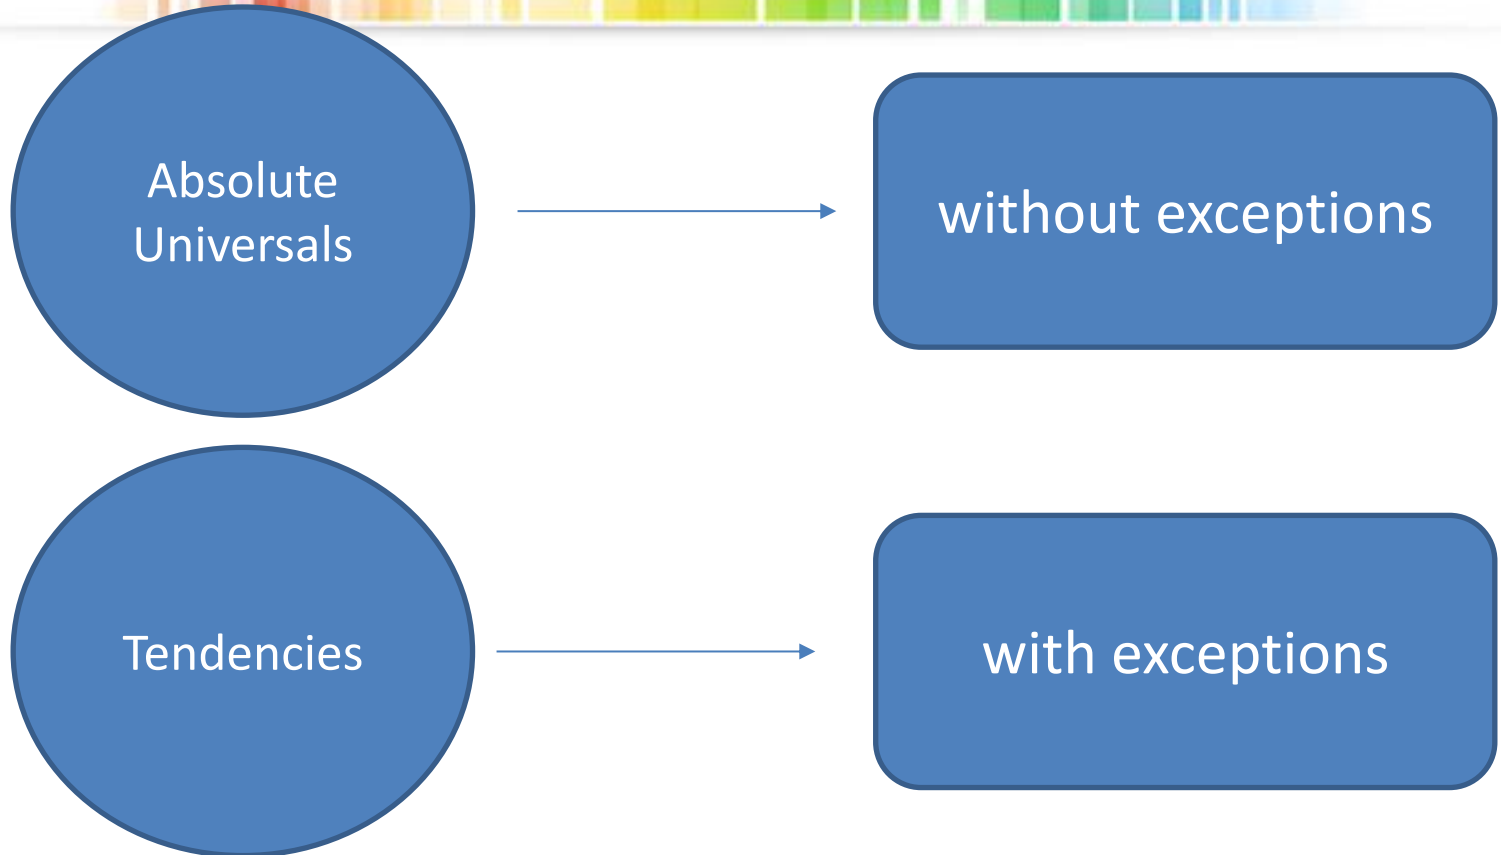 Absolute
Universals
without exceptions
Tendencies
with exceptions